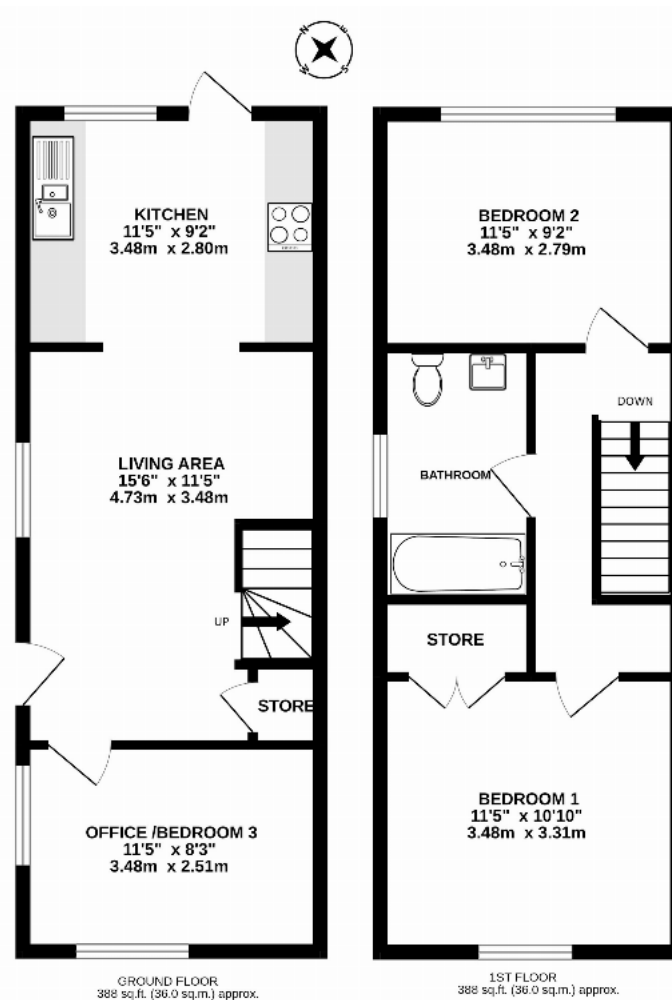 N
E
W
S
KITCHEN
11'5" x 9'2"
3.48m x 2.80m
LIVING AREA
15'6" x 11'5"
4.73m x 3.48m
UP
STORE
OFFICE /BEDROOM 3
11'5" x 8'3"
3.48m x 2.51m
GROUND FLOOR
388 sq.ft. (36.0 sq.m.) approx.
BEDROOM 2
11'5" x 9'2"
3.48m x 2.79m
DOWN
BATHROOM
STORE
BEDROOM 1
11'5" x 10'10"
3.48m x 3.31m
1ST FLOOR
388 sq.ft. (36.0 sq.m.) approx.